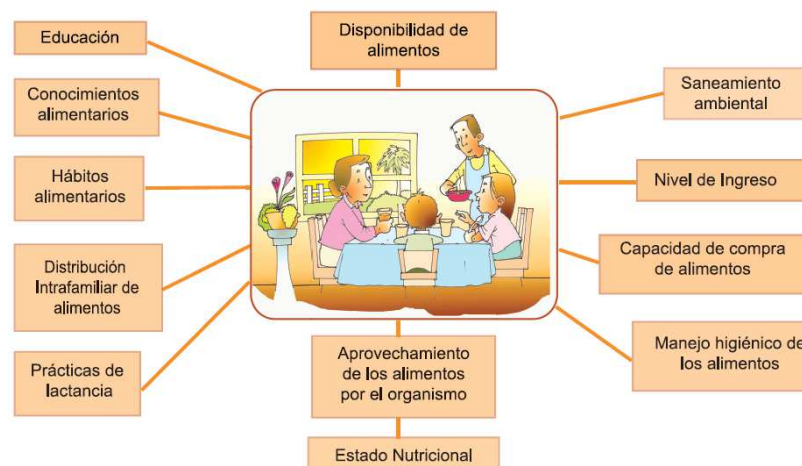 Educación
Disponibilidad de
alimentos
Conocimientos
alimentarios
Saneamiento
ambiental
Hábitos
alimentarios
Nivel de Ingreso
Distribución
Intrafamiliar de
alimentos
Capacidad de compra
de alimentos
Prácticas de
lactancia
Aprovechamiento
de los alimentos
por el organismo
Manejo higiénico de
los alimentos
Estado Nutricional